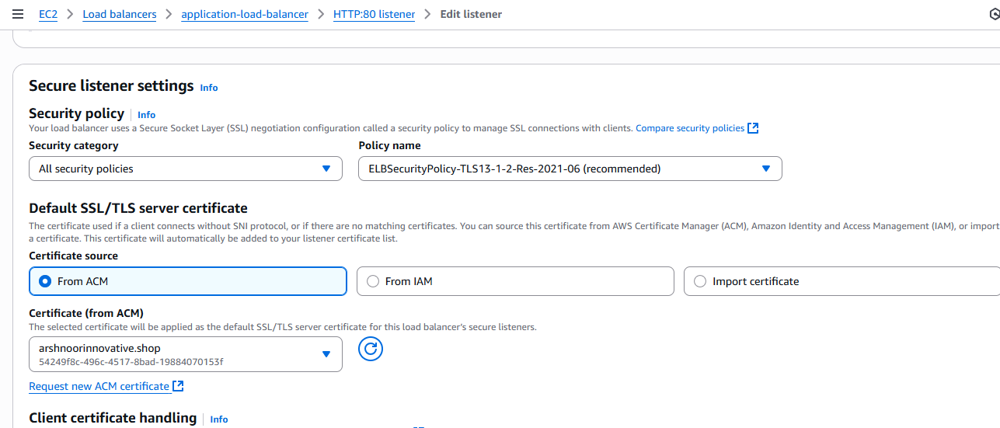 EC2 > Load balancers > application-load-balancer > HTTP:80 listener > Edit listener
Secure listener settings Info
Security policy Info
Your load balancer uses a Secure Socket Layer (SSL) negotiation configuration called a security policy to manage SSL connections with clients. Compare security policies
Security category Policy name
All security policies ELBSecurityPolicy-TLS13-1-2-Res-2021-06 (recommended)
Default SSL/TLS server certificate
The certificate used if a client connects without SNI protocol, or if there are no matching certificates. You can source this certificate from AWS Certificate Manager (ACM), Amazon Identity and Access Management (IAM), or import
a certificate. This certificate will automatically be added to your listener certificate list.
Certificate source
From ACM From IAM Import certificate
Certificate (from ACM)
The selected certificate will be applied as the default SSL/TLS server certificate for this load balancer's secure listeners.
arshnoorinnovative.shop
54249f8c-496c-4517-8bad-19884070153f
Request new ACM certificate
Client certificate handling Info